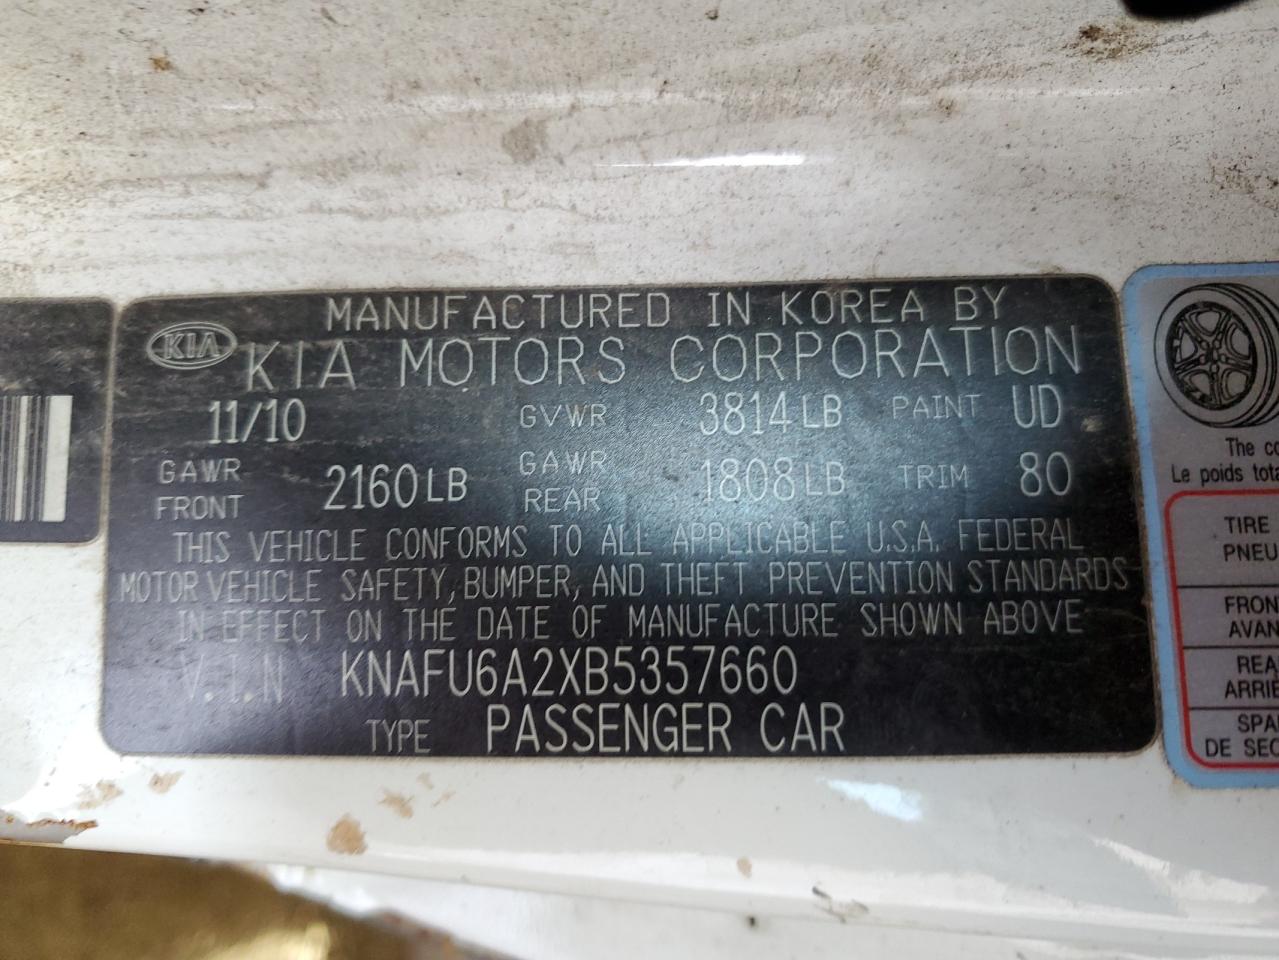 MANUFACTURED IN KOREA BY
KIA KIA MOTORS CORPORATION
11/10 GVWR 3814 LB PAINT UD
GAWR FRONT 2160 LB GAWR REAR 1808 LB TRIM 80
THIS VEHICLE CONFORMS TO ALL APPLICABLE U.S.A. FEDERAL
MOTOR VEHICLE SAFETY, BUMPER, AND THEFT PREVENTION STANDARDS
IN EFFECT ON THE DATE OF MANUFACTURE SHOWN ABOVE
V.I.N KNAFU6A2XB5357660
TYPE PASSENGER CAR
The co
Le poids tota
TIRE
PNEU
FRON
AVAN
REA
ARRIE
SPA
DE SEC